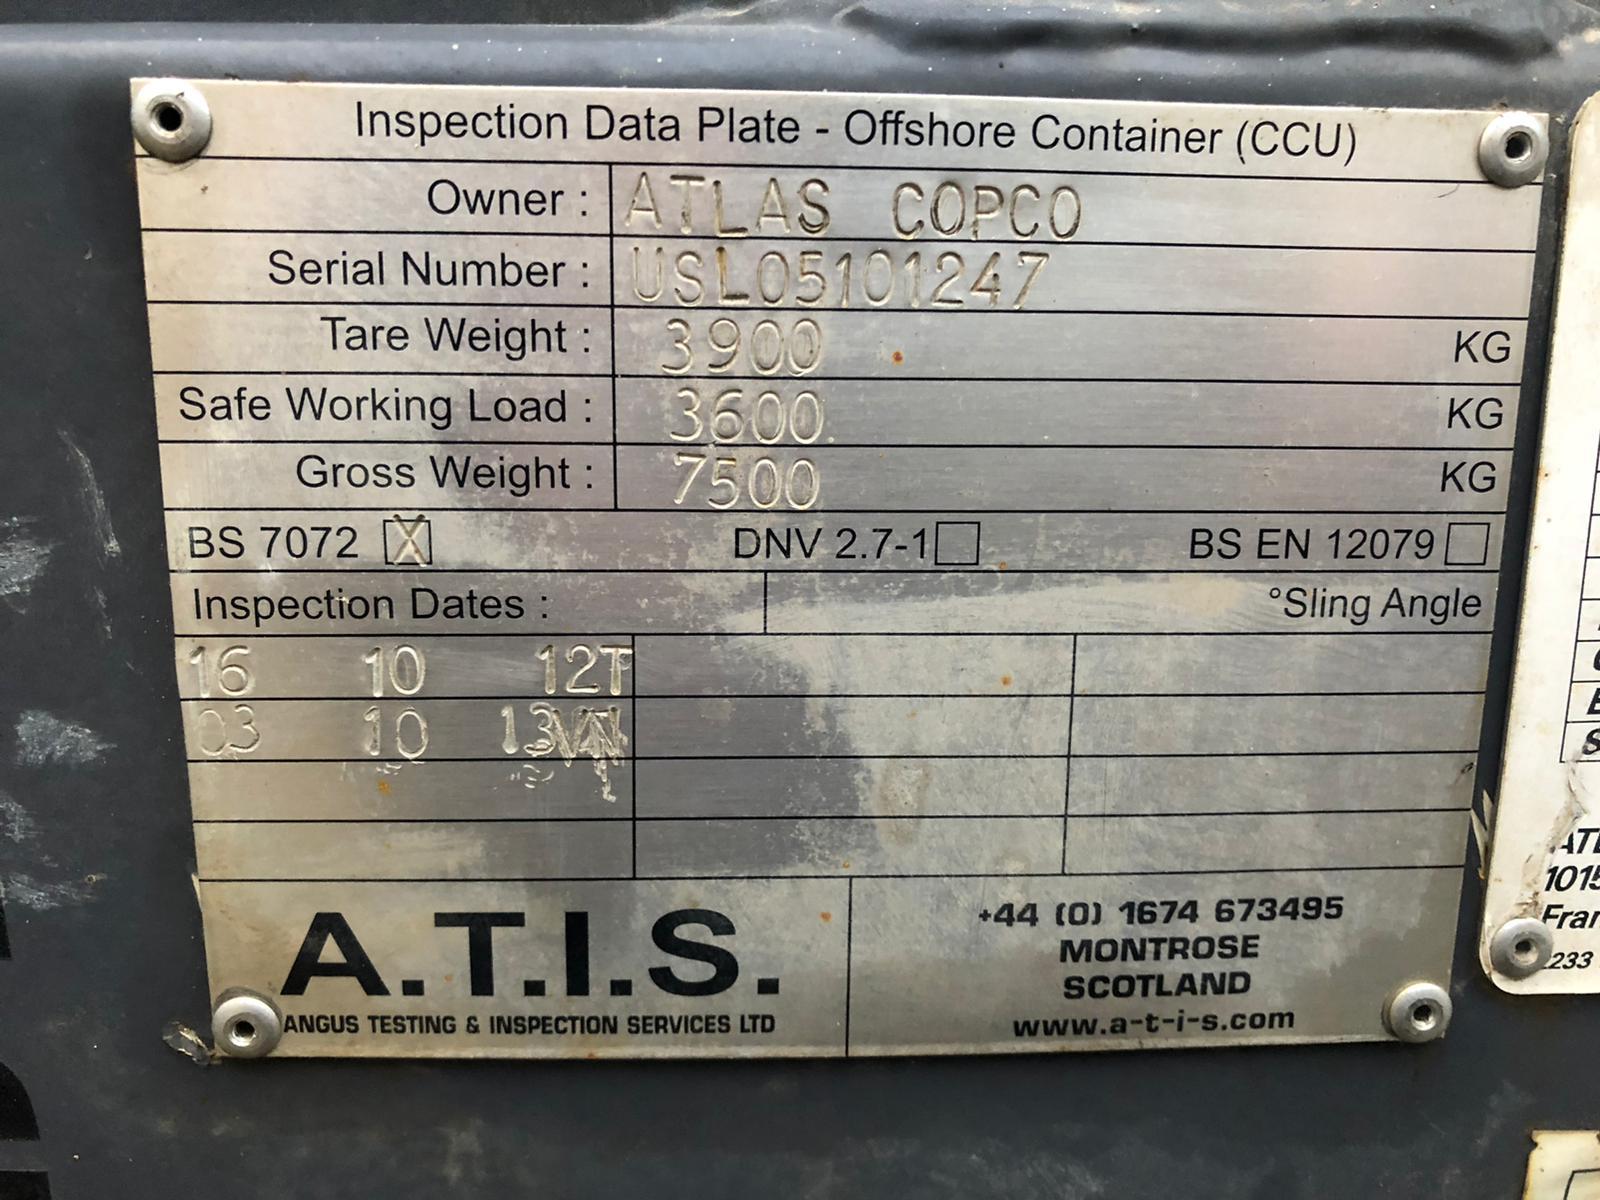 Inspection Data Plate - Offshore Container (CCU)
Owner : ATLAS COPCO
Serial Number : USL05101247
Tare Weight : 3900 KG
Safe Working Load : 3600 KG
Gross Weight : 7500 KG
BS 7072 X DNV 2.7-1 BS EN 12079
Inspection Dates : °Sling Angle
16 10 12T
03 10 13
A.T.I.S.
ANGUS TESTING & INSPECTION SERVICES LTD
+44 (0) 1674 673495
MONTROSE
SCOTLAND
www.a-t-i-s.com